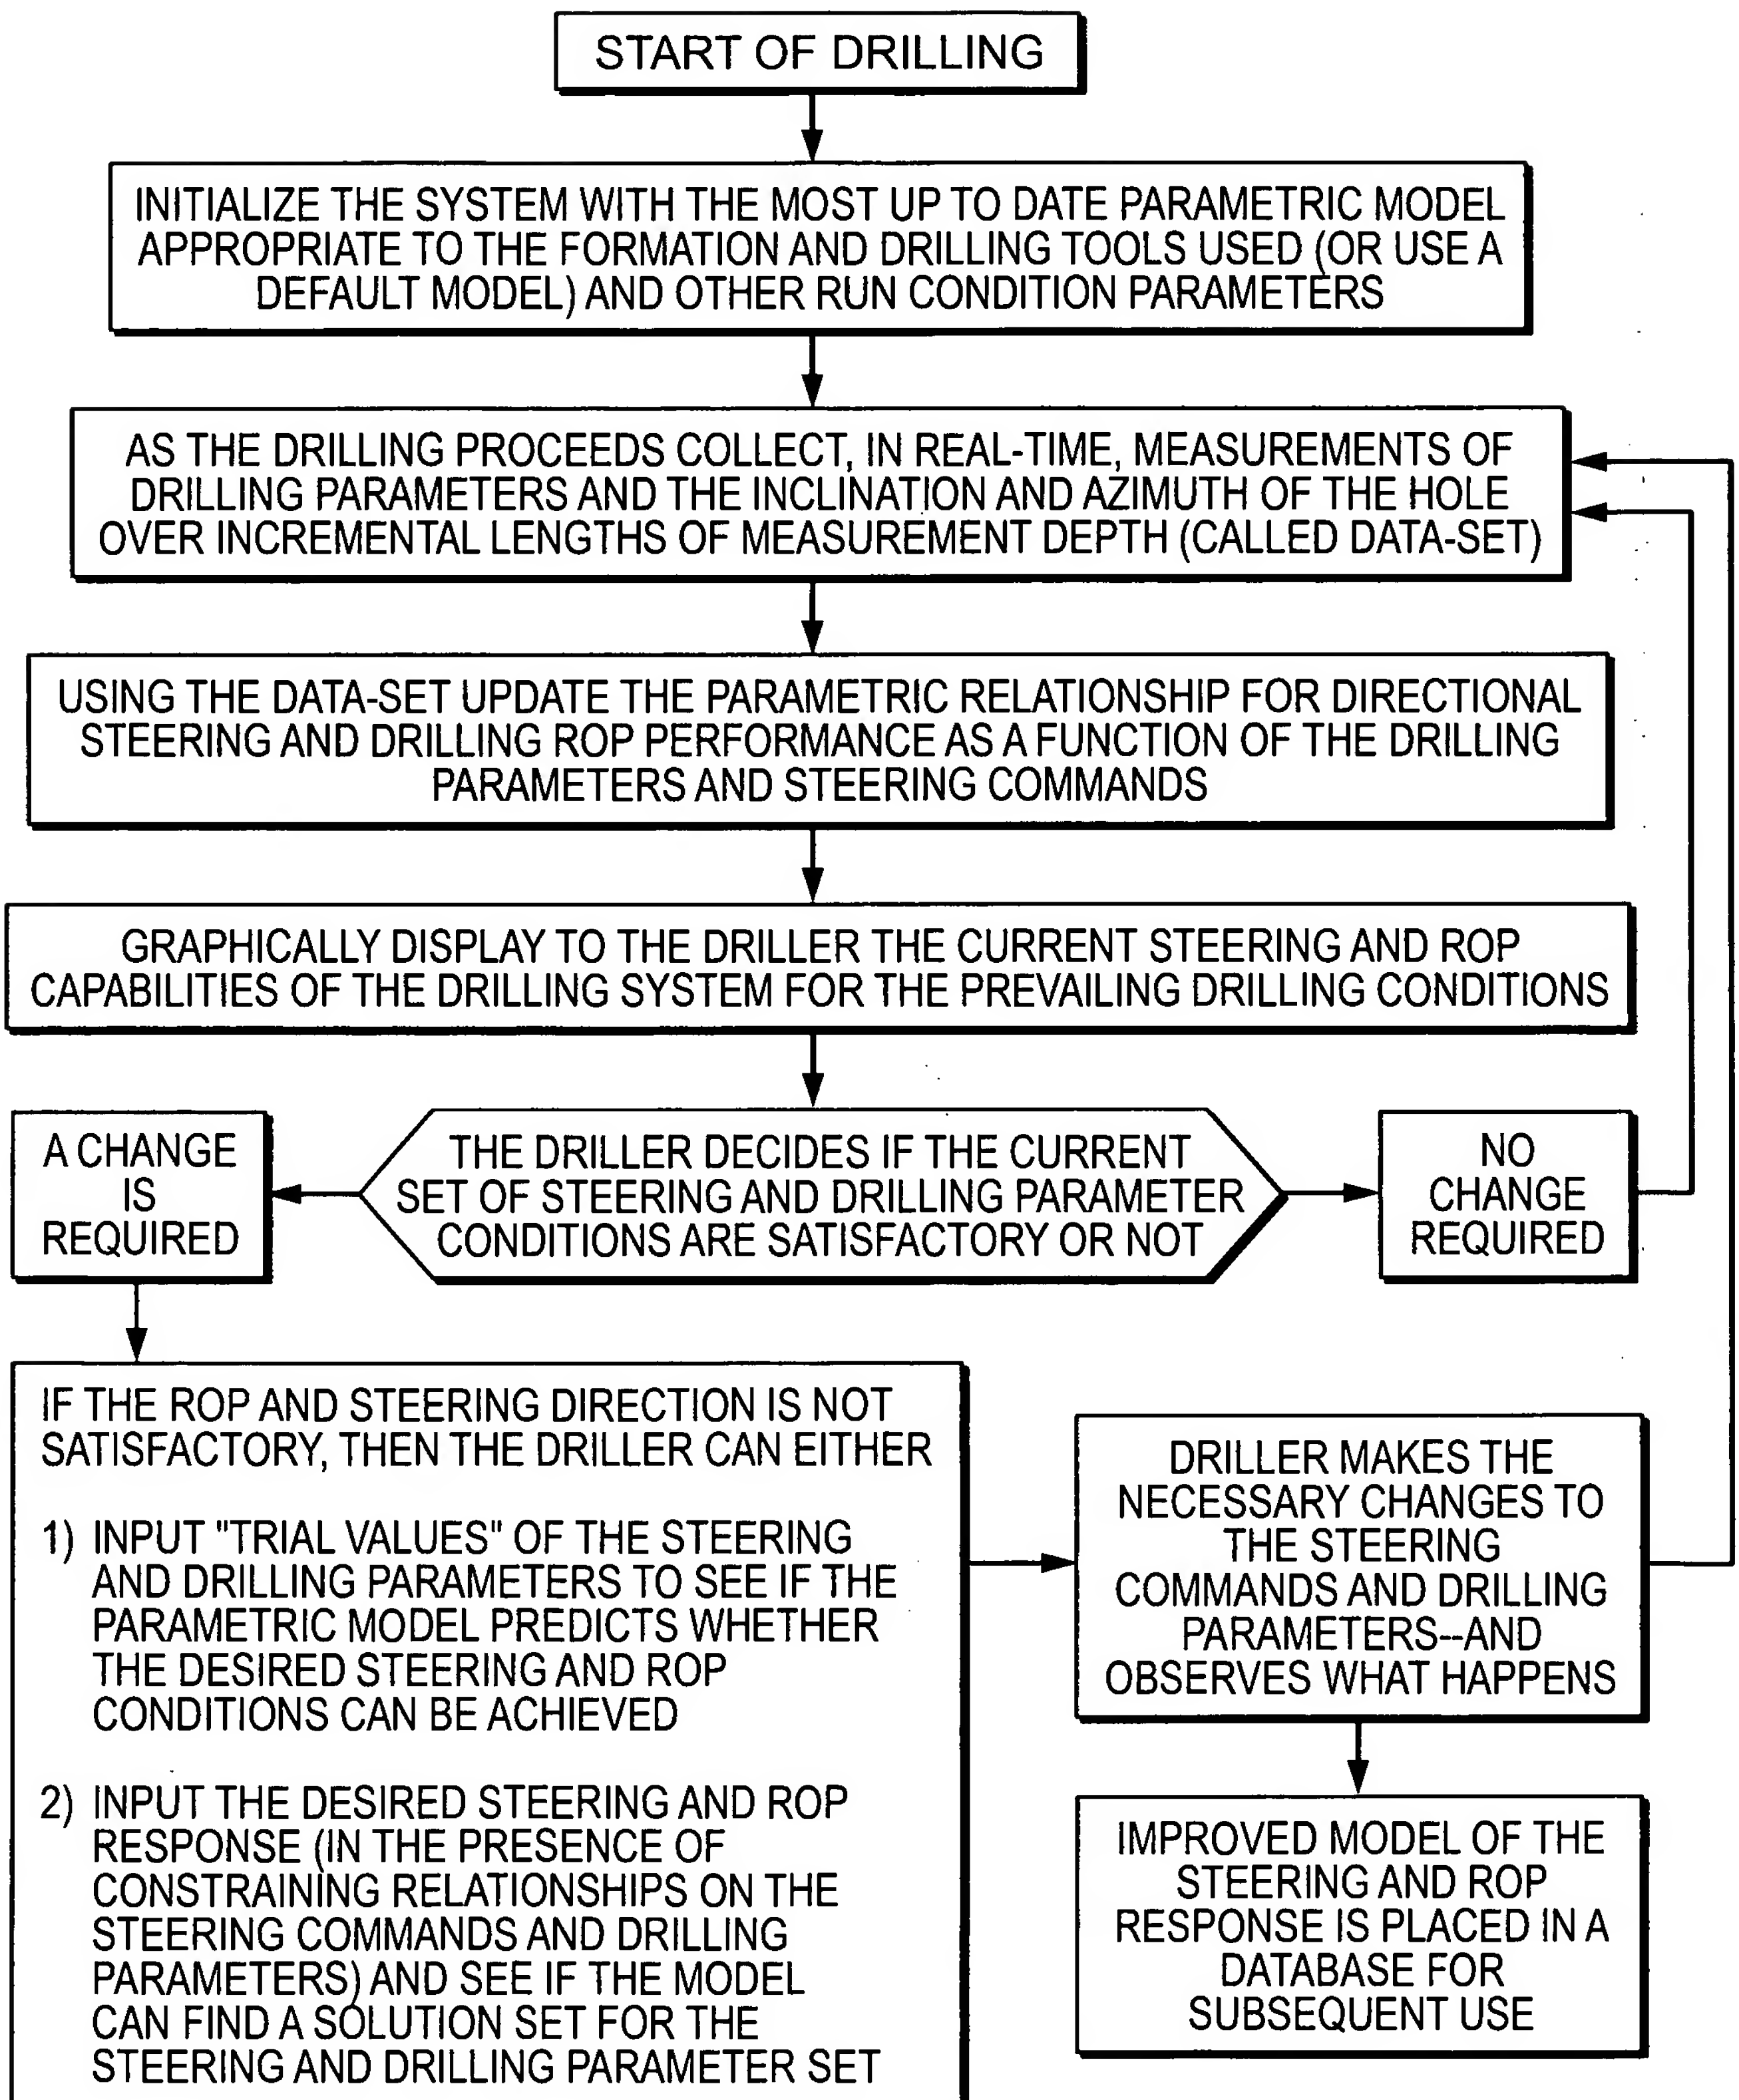 START OF DRILLING
INITIALIZE THE SYSTEM WITH THE MOST UP TO DATE PARAMETRIC MODEL
APPROPRIATE TO THE FORMATION AND DRILLING TOOLS USED (OR USE A
DEFAULT MODEL) AND OTHER RUN CONDITION PARAMETERS
AS THE DRILLING PROCEEDS COLLECT, IN REAL-TIME, MEASUREMENTS OF
DRILLING PARAMETERS AND THE INCLINATION AND AZIMUTH OF THE HOLE
OVER INCREMENTAL LENGTHS OF MEASUREMENT DEPTH (CALLED DATA-SET)
USING THE DATA-SET UPDATE THE PARAMETRIC RELATIONSHIP FOR DIRECTIONAL
STEERING AND DRILLING ROP PERFORMANCE AS A FUNCTION OF THE DRILLING
PARAMETERS AND STEERING COMMANDS
GRAPHICALLY DISPLAY TO THE DRILLER THE CURRENT STEERING AND ROP
CAPABILITIES OF THE DRILLING SYSTEM FOR THE PREVAILING DRILLING CONDITIONS
A CHANGE
IS
REQUIRED
THE DRILLER DECIDES IF THE CURRENT
SET OF STEERING AND DRILLING PARAMETER
CONDITIONS ARE SATISFACTORY OR NOT
NO
CHANGE
REQUIRED
IF THE ROP AND STEERING DIRECTION IS NOT
SATISFACTORY, THEN THE DRILLER CAN EITHER
1) INPUT "TRIAL VALUES" OF THE STEERING
AND DRILLING PARAMETERS TO SEE IF THE
PARAMETRIC MODEL PREDICTS WHETHER
THE DESIRED STEERING AND ROP
CONDITIONS CAN BE ACHIEVED
2) INPUT THE DESIRED STEERING AND ROP
RESPONSE (IN THE PRESENCE OF
CONSTRAINING RELATIONSHIPS ON THE
STEERING COMMANDS AND DRILLING
PARAMETERS) AND SEE IF THE MODEL
CAN FIND A SOLUTION SET FOR THE
STEERING AND DRILLING PARAMETER SET
DRILLER MAKES THE
NECESSARY CHANGES TO
THE STEERING
COMMANDS AND DRILLING
PARAMETERS--AND
OBSERVES WHAT HAPPENS
IMPROVED MODEL OF THE
STEERING AND ROP
RESPONSE IS PLACED IN A
DATABASE FOR
SUBSEQUENT USE